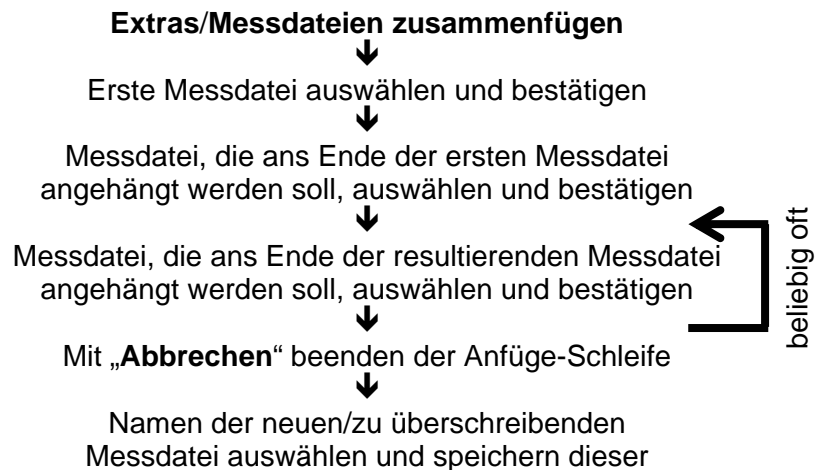 Extras/Messdateien zusammenfügen
Erste Messdatei auswählen und bestätigen
Messdatei, die ans Ende der ersten Messdatei
angehängt werden soll, auswählen und bestätigen
Messdatei, die ans Ende der resultierenden Messdatei
angehängt werden soll, auswählen und bestätigen
beliebig oft
Mit „Abbrechen“ beenden der Anfüge-Schleife
Namen der neuen/zu überschreibenden
Messdatei auswählen und speichern dieser